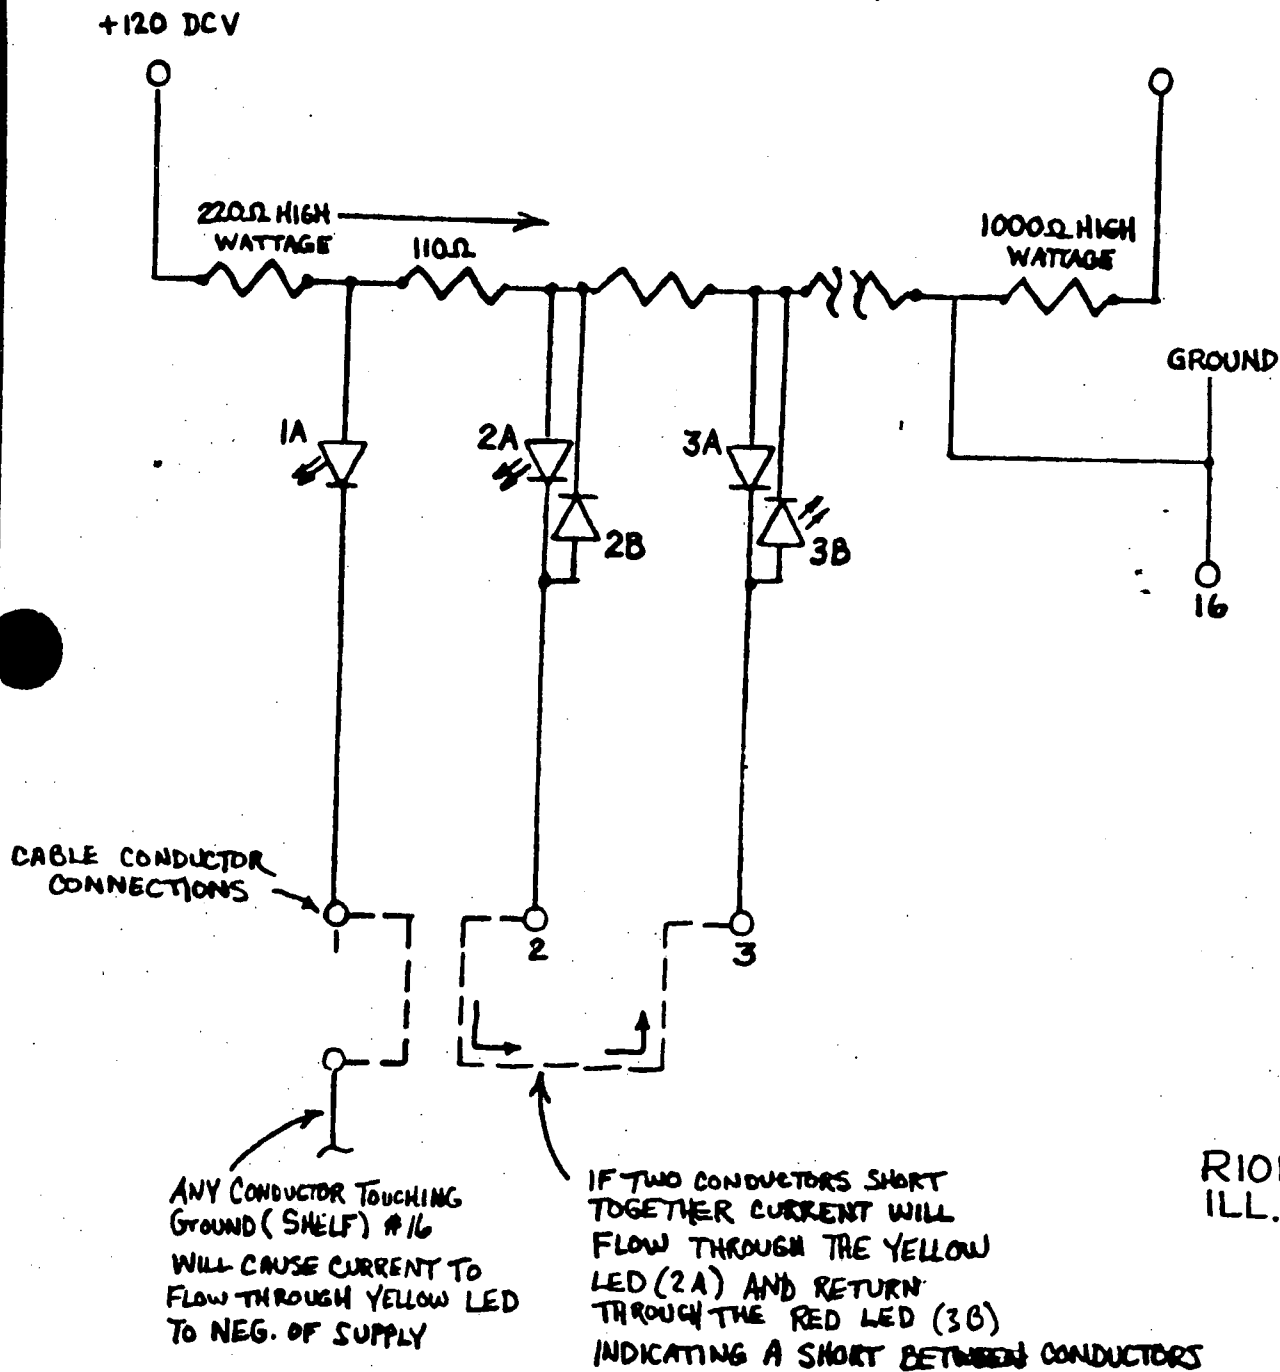 +120 DCV
220Ω HIGH
WATTAGE
110Ω
1000Ω HIGH
WATTAGE
GROUND
1A
2A
3A
2B
3B
16
CABLE CONDUCTOR
CONNECTIONS
1
2
3
ANY CONDUCTOR TOUCHING
GROUND (SHELF) #16
WILL CAUSE CURRENT TO
FLOW THROUGH YELLOW LED
TO NEG. OF SUPPLY
IF TWO CONDUCTORS SHORT
TOGETHER CURRENT WILL
FLOW THROUGH THE YELLOW
LED (2A) AND RETURN
THROUGH THE RED LED (3B)
INDICATING A SHORT BETWEEN CONDUCTORS
ILL.